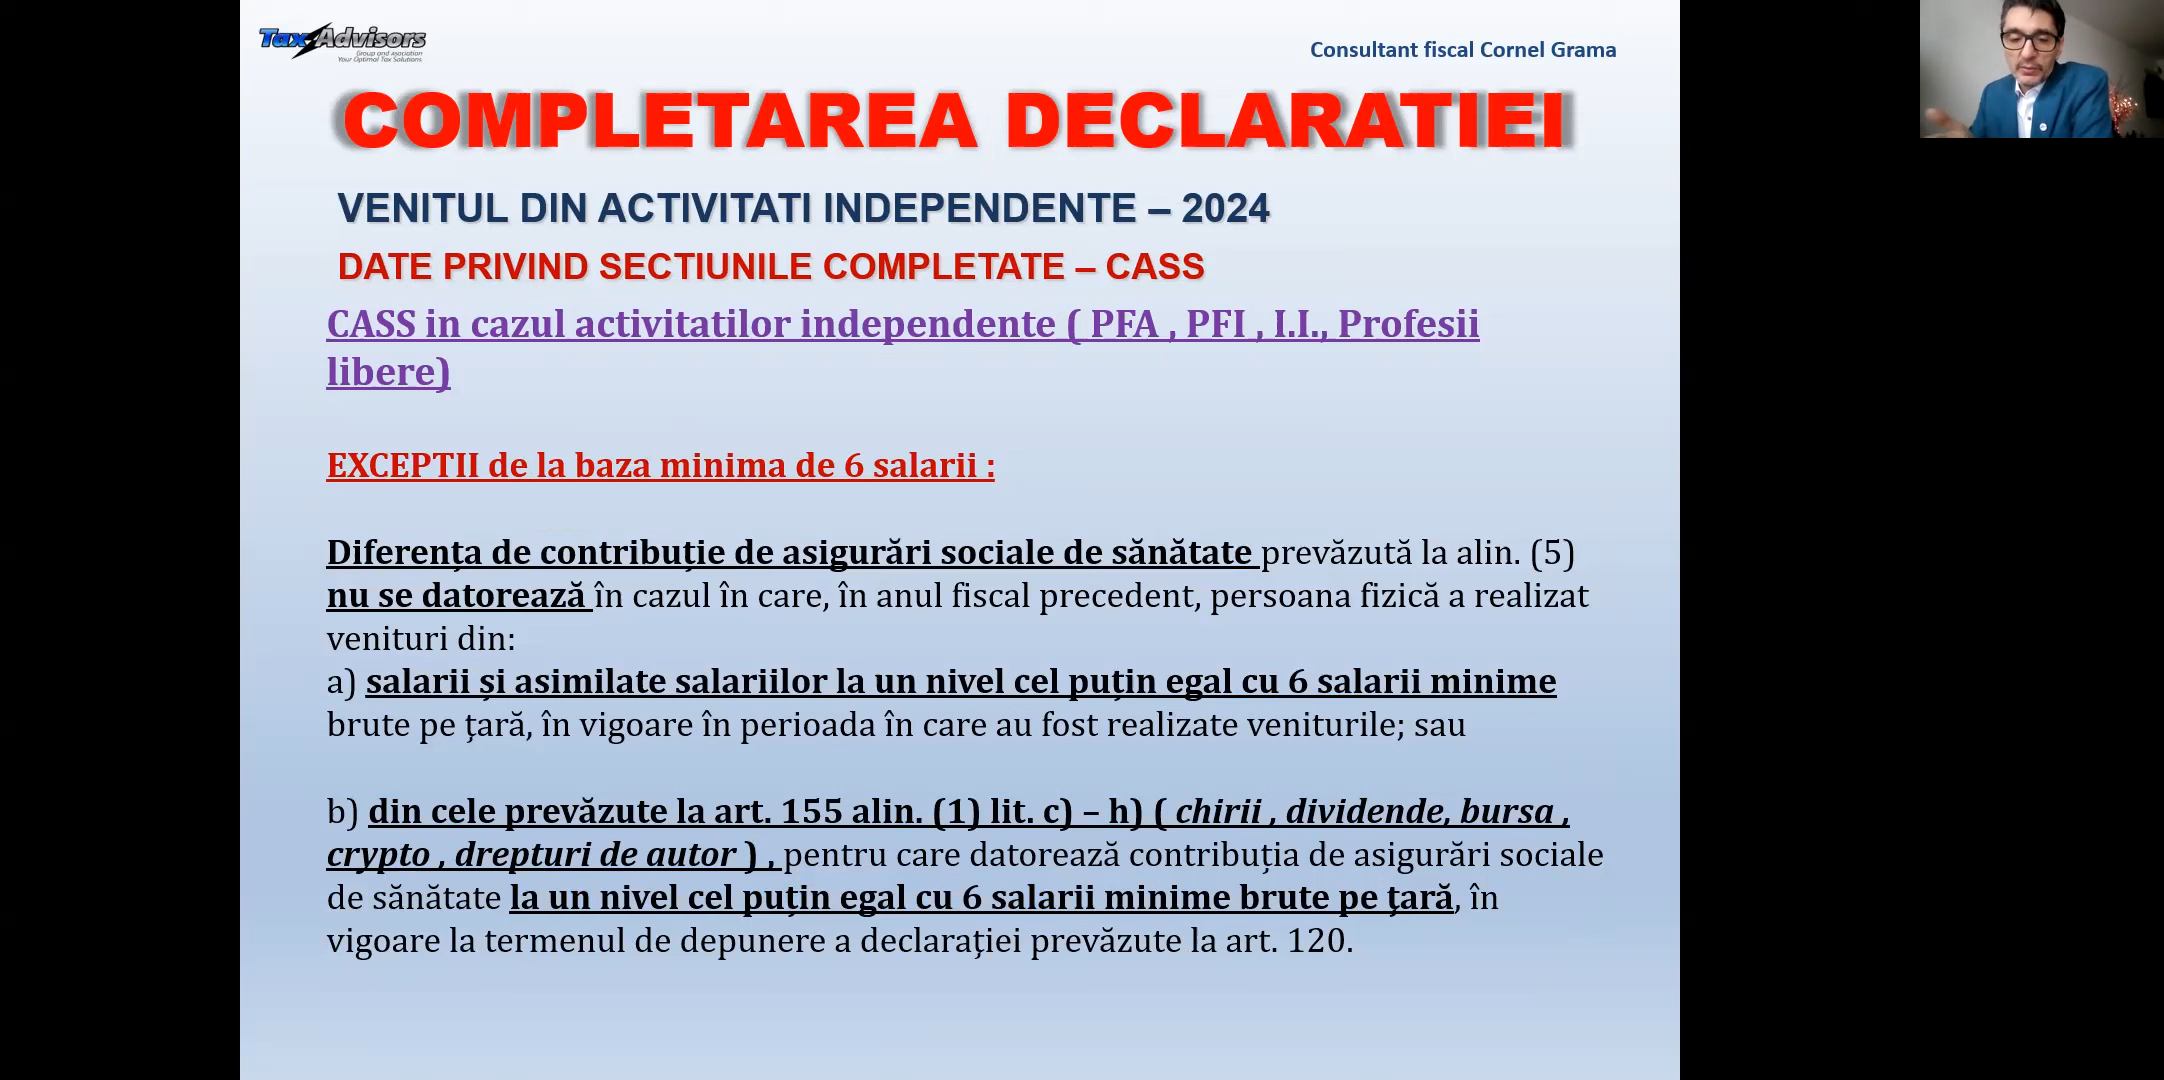 Tax Advisors
Group and Asociation
Your Optimal Tax Solutions
Consultant fiscal Cornel Grama
COMPLETAREA DECLARATIEI
VENITUL DIN ACTIVITATI INDEPENDENTE – 2024
DATE PRIVIND SECTIUNILE COMPLETATE – CASS
CASS in cazul activitatilor independente ( PFA , PFI , I.I., Profesii
libere)
EXCEPTII de la baza minima de 6 salarii :
Diferența de contribuție de asigurări sociale de sănătate prevăzută la alin. (5)
nu se datorează în cazul în care, în anul fiscal precedent, persoana fizică a realizat
venituri din:
a) salarii și asimilate salariilor la un nivel cel puțin egal cu 6 salarii minime
brute pe țară, în vigoare în perioada în care au fost realizate veniturile; sau
b) din cele prevăzute la art. 155 alin. (1) lit. c) – h) ( chirii , dividende, bursa ,
crypto , drepturi de autor ) , pentru care datorează contribuția de asigurări sociale
de sănătate la un nivel cel puțin egal cu 6 salarii minime brute pe țară, în
vigoare la termenul de depunere a declarației prevăzute la art. 120.